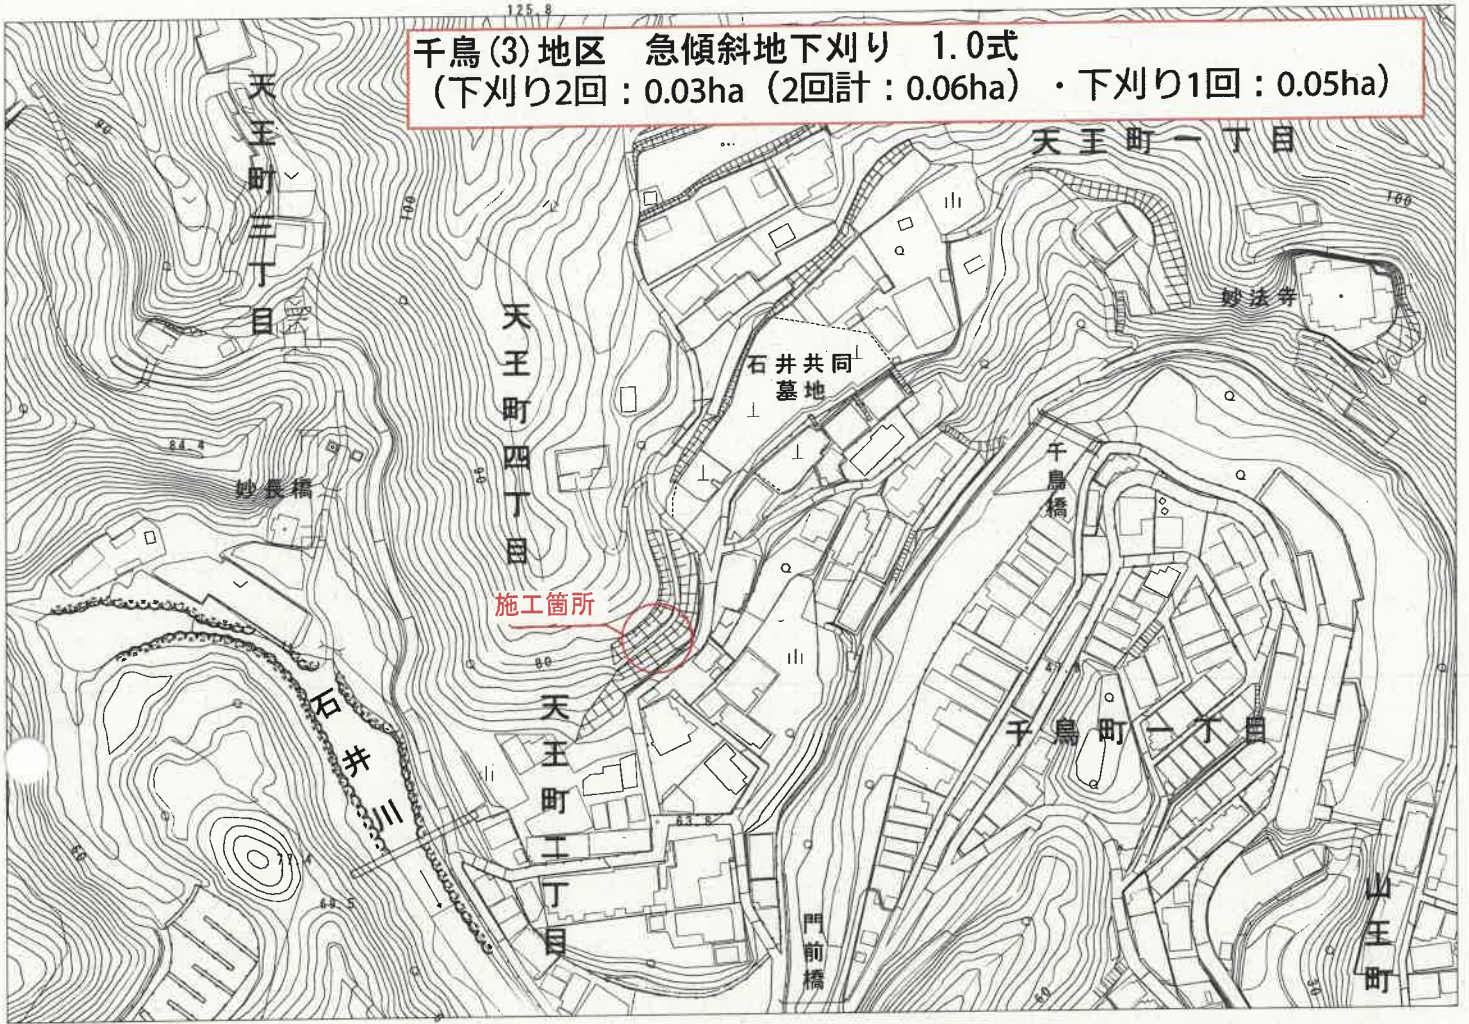 125.8
千鳥(3)地区　急傾斜地下刈り　1.0式
（下刈り2回：0.03ha（2回計：0.06ha）・下刈り1回：0.05ha）
天王町一丁目
天王町三丁目
90
100
100
妙法寺
天王町四丁目
石井共同
墓地
84.4
妙長橋
90
千鳥橋
施工箇所
80
石井川
天王町二丁目
千鳥町一丁目
63.8
77.4
60
69.5
門前橋
山王町
60
30